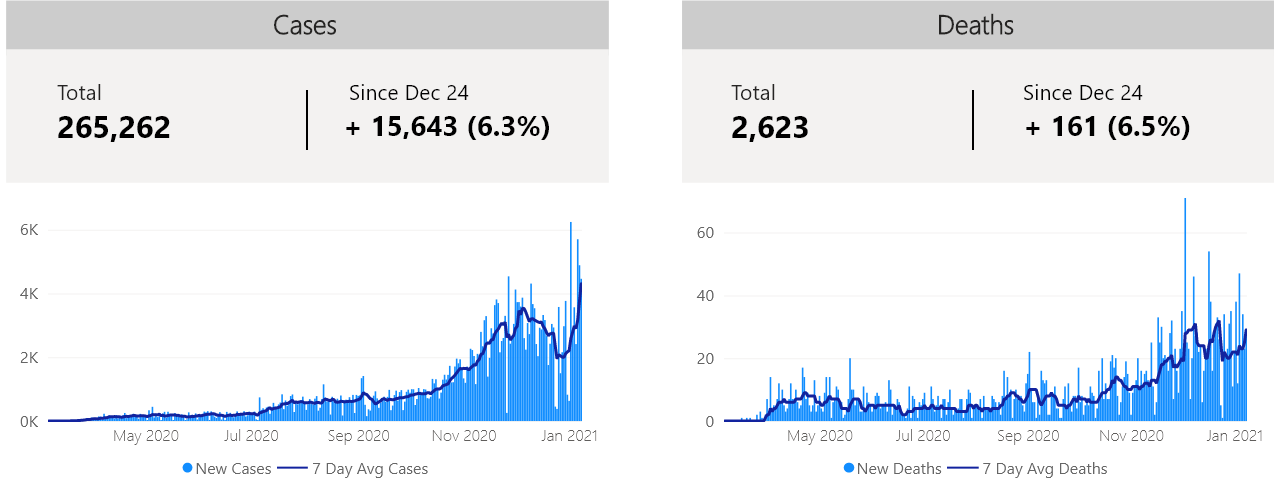 Cases
Total
265,262
Since Dec 24
+ 15,643 (6.3%)
6K
4K
2K
0K
May 2020 Jul 2020 Sep 2020 Nov 2020 Jan 2021
New Cases 7 Day Avg Cases
Deaths
Total
2,623
Since Dec 24
+ 161 (6.5%)
60
40
20
0
May 2020 Jul 2020 Sep 2020 Nov 2020 Jan 2021
New Deaths 7 Day Avg Deaths